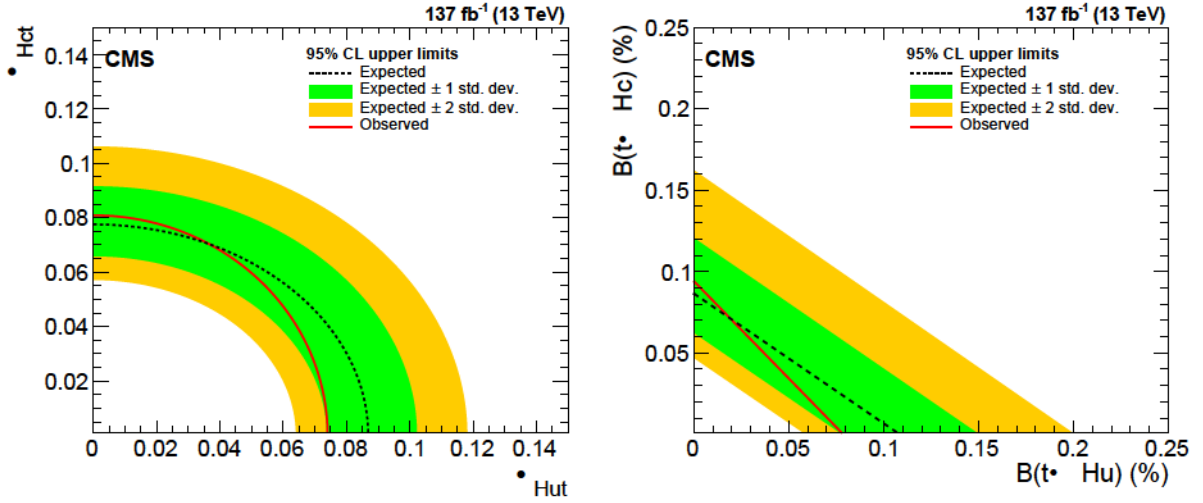 137 fb⁻¹ (13 TeV)
CMS
95% CL upper limits
Expected
Expected ± 1 std. dev.
Expected ± 2 std. dev.
Observed
• Hct
0.14
0.12
0.1
0.08
0.06
0.04
0.02
0 0.02 0.04 0.06 0.08 0.1 0.12 0.14
• Hut
137 fb⁻¹ (13 TeV)
CMS
95% CL upper limits
Expected
Expected ± 1 std. dev.
Expected ± 2 std. dev.
Observed
B(t• Hc) (%)
0.25
0.2
0.15
0.1
0.05
0 0.05 0.1 0.15 0.2 0.25
B(t• Hu) (%)